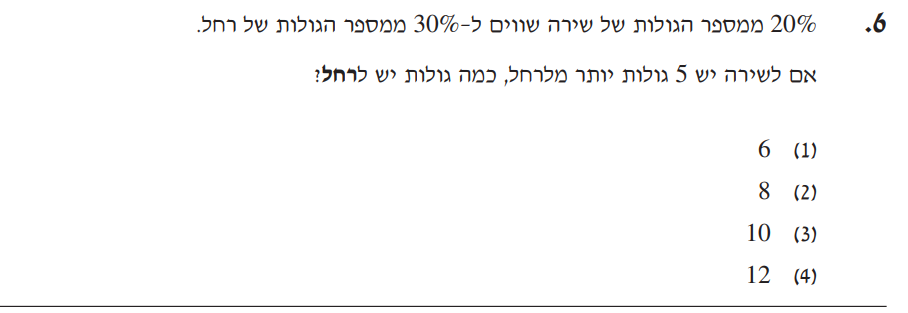 6. 20% ממספר הגולות של שירה שווים ל-30% ממספר הגולות של רחל.
אם לשירה יש 5 גולות יותר מלרחל, כמה גולות יש לרחל?
(1) 6
(2) 8
(3) 10
(4) 12